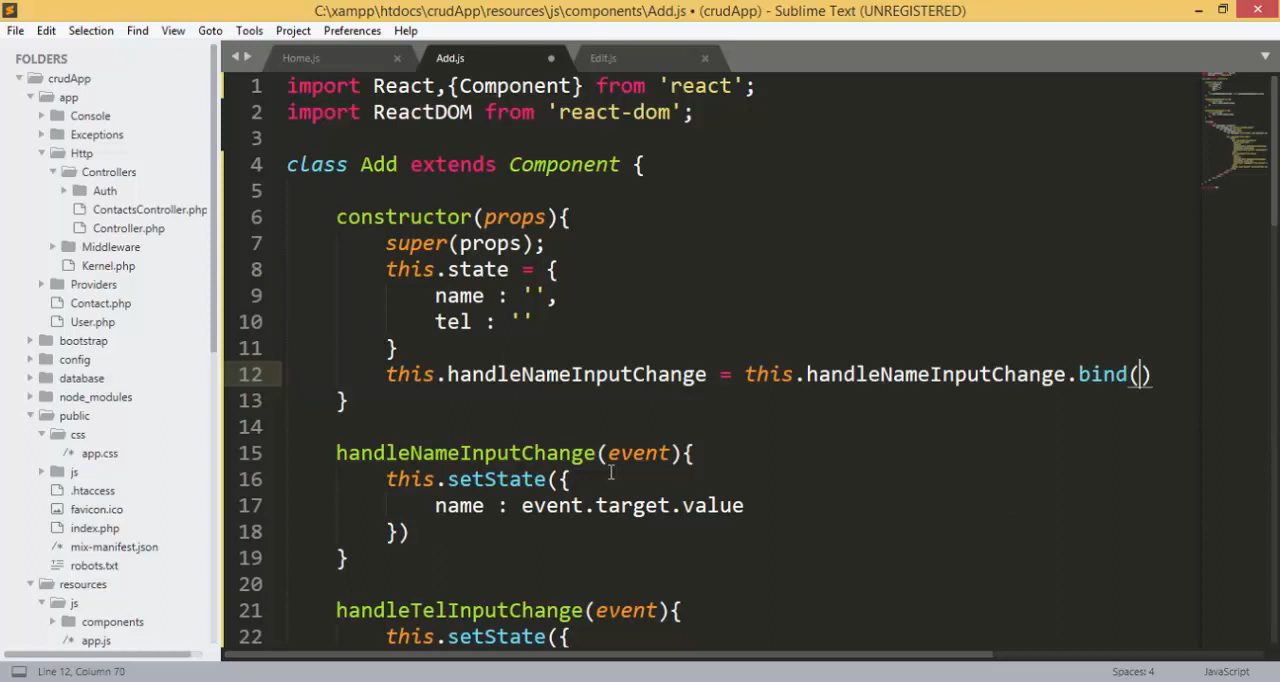 C:\xampp\htdocs\crudApp\resources\js\components\Add.js • (crudApp) - Sublime Text (UNREGISTERED)
File Edit Selection Find View Goto Tools Project Preferences Help
FOLDERS
crudApp
app
Console
Exceptions
Http
Controllers
Auth
ContactsController.php
Controller.php
Middleware
Kernel.php
Providers
Contact.php
User.php
bootstrap
config
database
node_modules
public
css
/* app.css
js
.htaccess
favicon.ico
index.php
mix-manifest.json
robots.txt
resources
js
components
/* app.js
Home.js Add.js Edit.js
1 import React,{Component} from 'react';
2 import ReactDOM from 'react-dom';
3
4 class Add extends Component {
5
6 constructor(props){
7 super(props);
8 this.state = {
9 name : '',
10 tel : ''
11 }
12 this.handleNameInputChange = this.handleNameInputChange.bind()
13 }
14
15 handleNameInputChange(event){
16 this.setState({
17 name : event.target.value
18 })
19 }
20
21 handleTelInputChange(event){
22 this.setState({
Line 12, Column 70
Spaces: 4
JavaScript